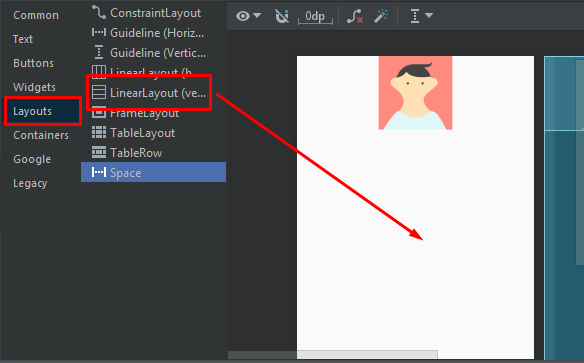 Common
Text
Buttons
Widgets
Layouts
Containers
Google
Legacy
ConstraintLayout
Guideline (Horiz...
Guideline (Vertic...
LinearLayout (h...
LinearLayout (ve...
FrameLayout
TableLayout
TableRow
Space
0dp